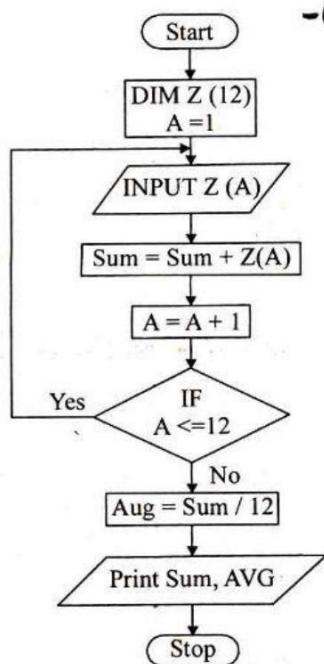 Start
DIM Z (12)
A =1
INPUT Z (A)
Sum = Sum + Z(A)
A = A + 1
IF
Yes
A <=12
No
Aug = Sum / 12
Print Sum, AVG
Stop